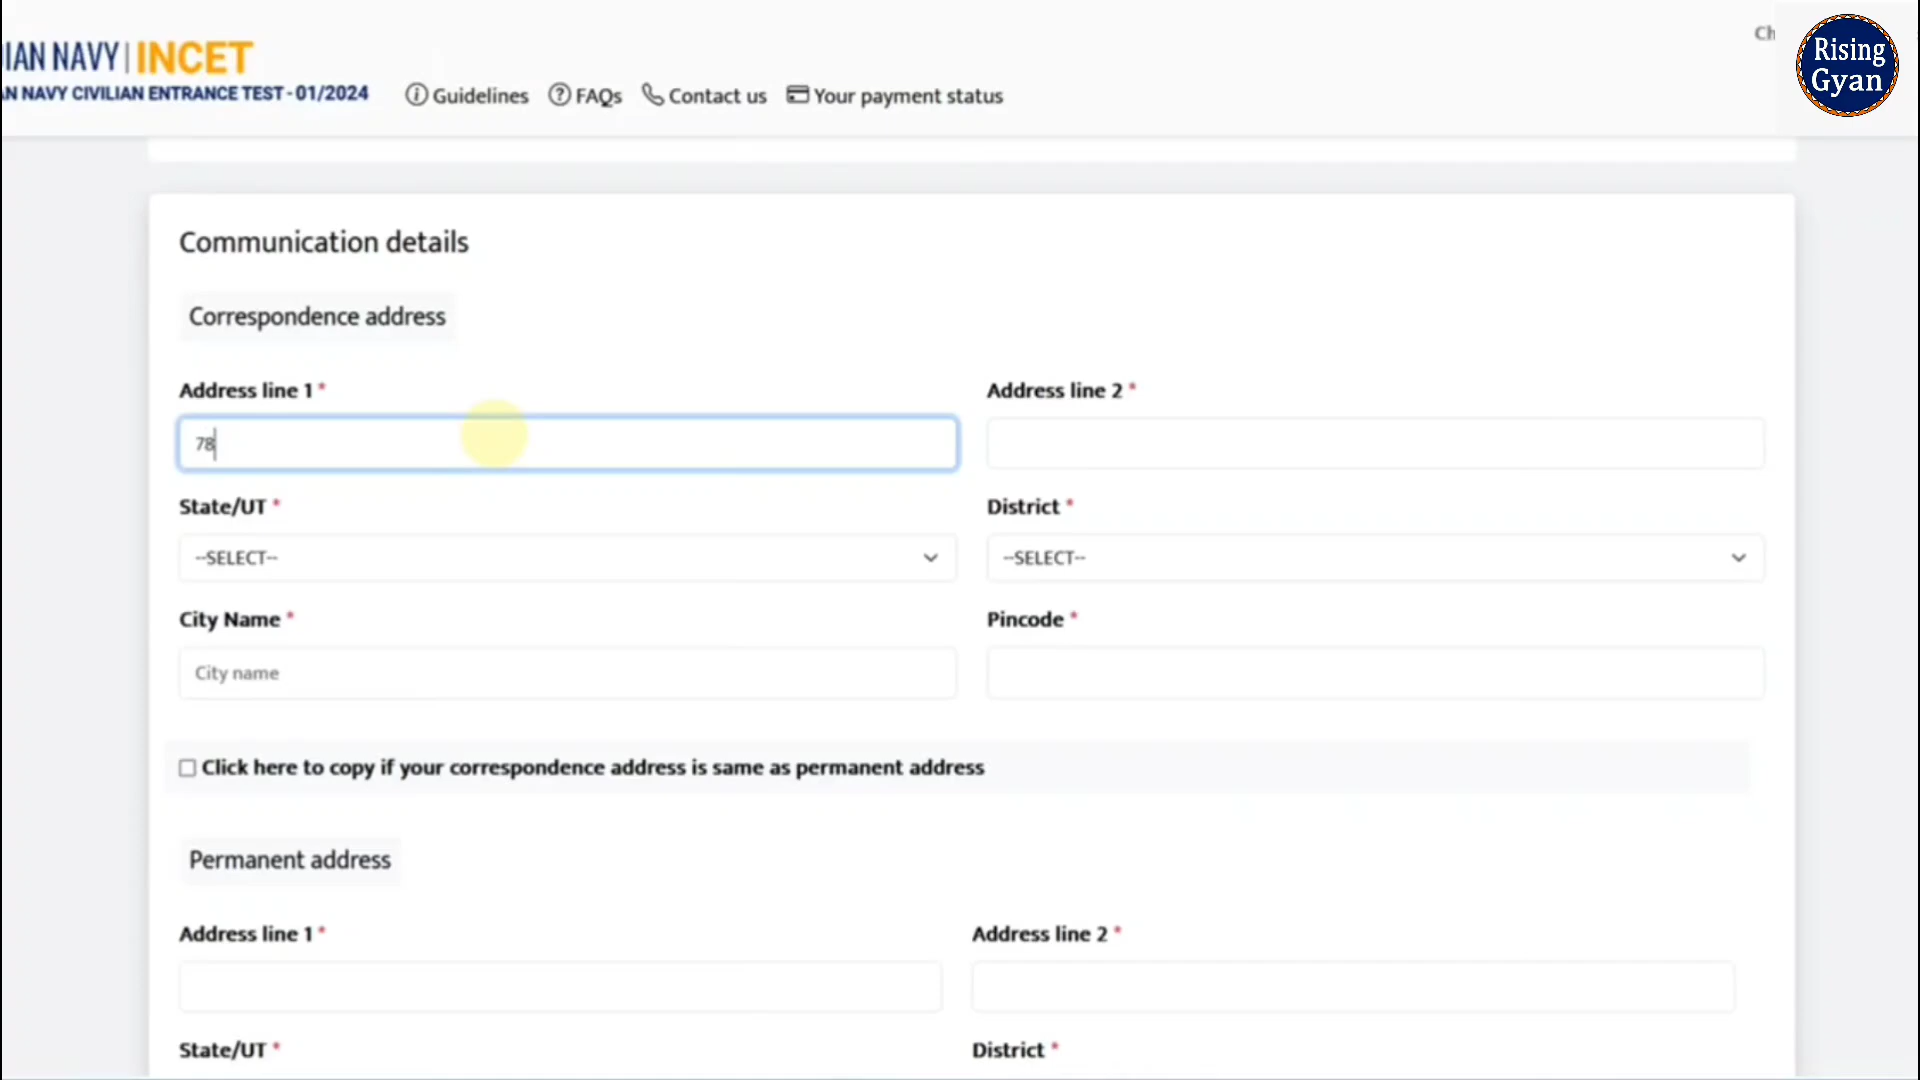 IAN NAVY | INCET
N NAVY CIVILIAN ENTRANCE TEST - 01/2024
Guidelines
FAQs
Contact us
Your payment status
Ch
Rising
Gyan
Communication details
Correspondence address
Address line 1 *
Address line 2 *
78
State/UT *
District *
--SELECT--
--SELECT--
City Name *
Pincode *
City name
Click here to copy if your correspondence address is same as permanent address
Permanent address
Address line 1 *
Address line 2 *
State/UT *
District *